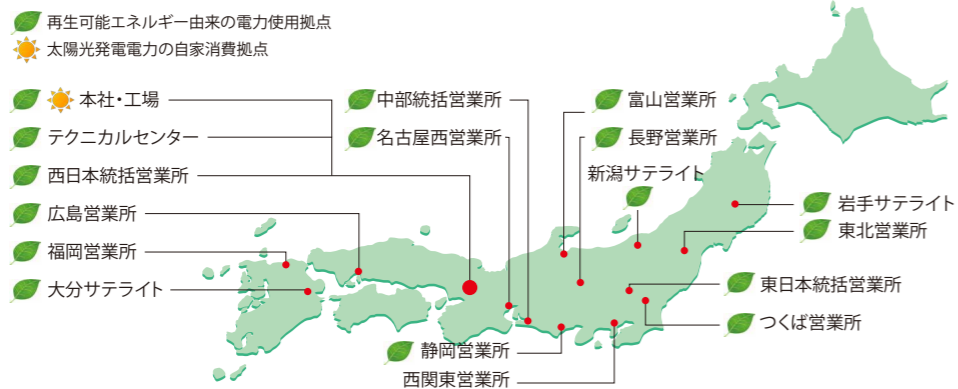 再生可能エネルギー由来の電力使用拠点
太陽光発電電力の自家消費拠点
本社・工場
テクニカルセンター
西日本統括営業所
広島営業所
福岡営業所
大分サテライト
中部統括営業所
名古屋西営業所
富山営業所
長野営業所
新潟サテライト
岩手サテライト
東北営業所
東日本統括営業所
つくば営業所
静岡営業所
西関東営業所